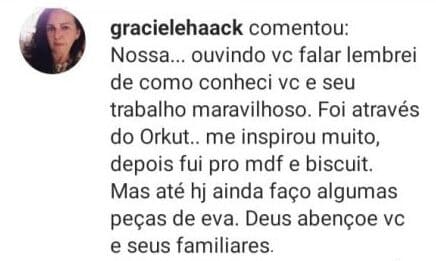 gracielehaack comentou:
Nossa... ouvindo vc falar lembrei
de como conheci vc e seu
trabalho maravilhoso. Foi através
do Orkut.. me inspirou muito,
depois fui pro mdf e biscuit.
Mas até hj ainda faço algumas
peças de eva. Deus abençoe vc
e seus familiares.